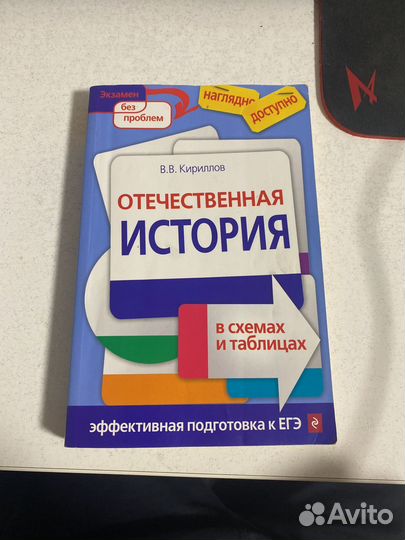 Экзамен
без
проблем
наглядно
доступно
В.В. Кириллов
ОТЕЧЕСТВЕННАЯ
ИСТОРИЯ
в схемах
и таблицах
эффективная подготовка к ЕГЭ
Avito